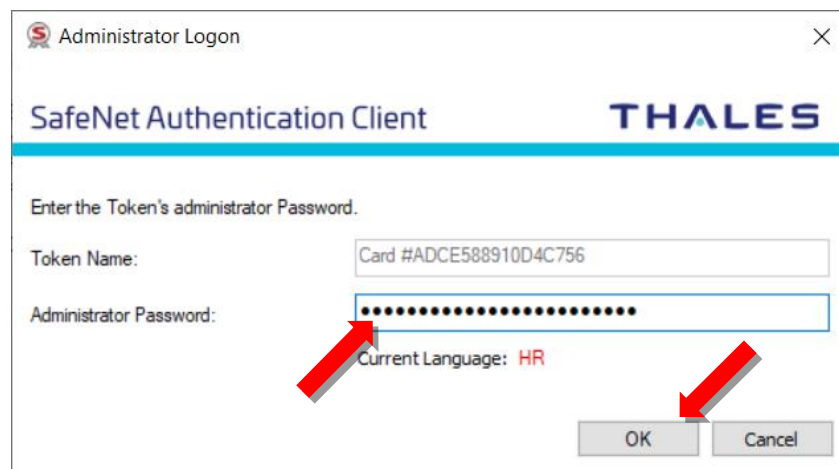 Administrator Logon
SafeNet Authentication Client THALES
Enter the Token's administrator Password.
Token Name: Card #ADCE588910D4C756
Administrator Password: ••••••••••••••••••••••••
Current Language: HR
OK Cancel